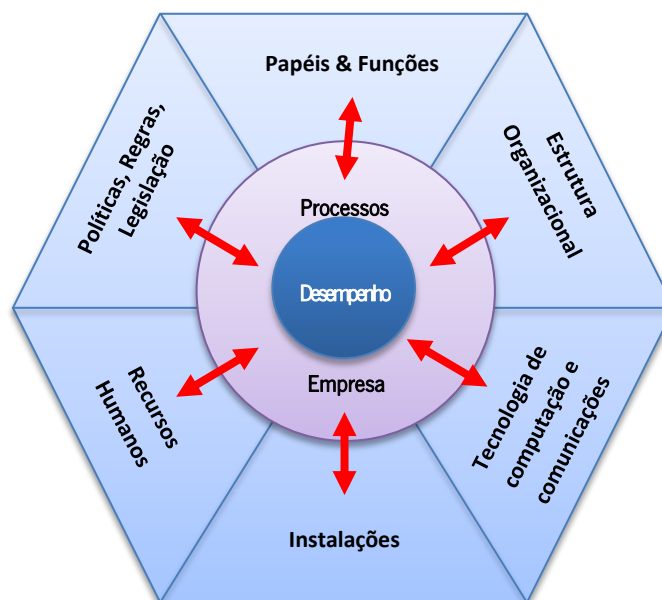 Papéis & Funções
Políticas, Regras,
Legislação
Estrutura
Organizacional
Processos
Desempenho
Empresa
Recursos
Humanos
Tecnologia de
computação e
comunicações
Instalações